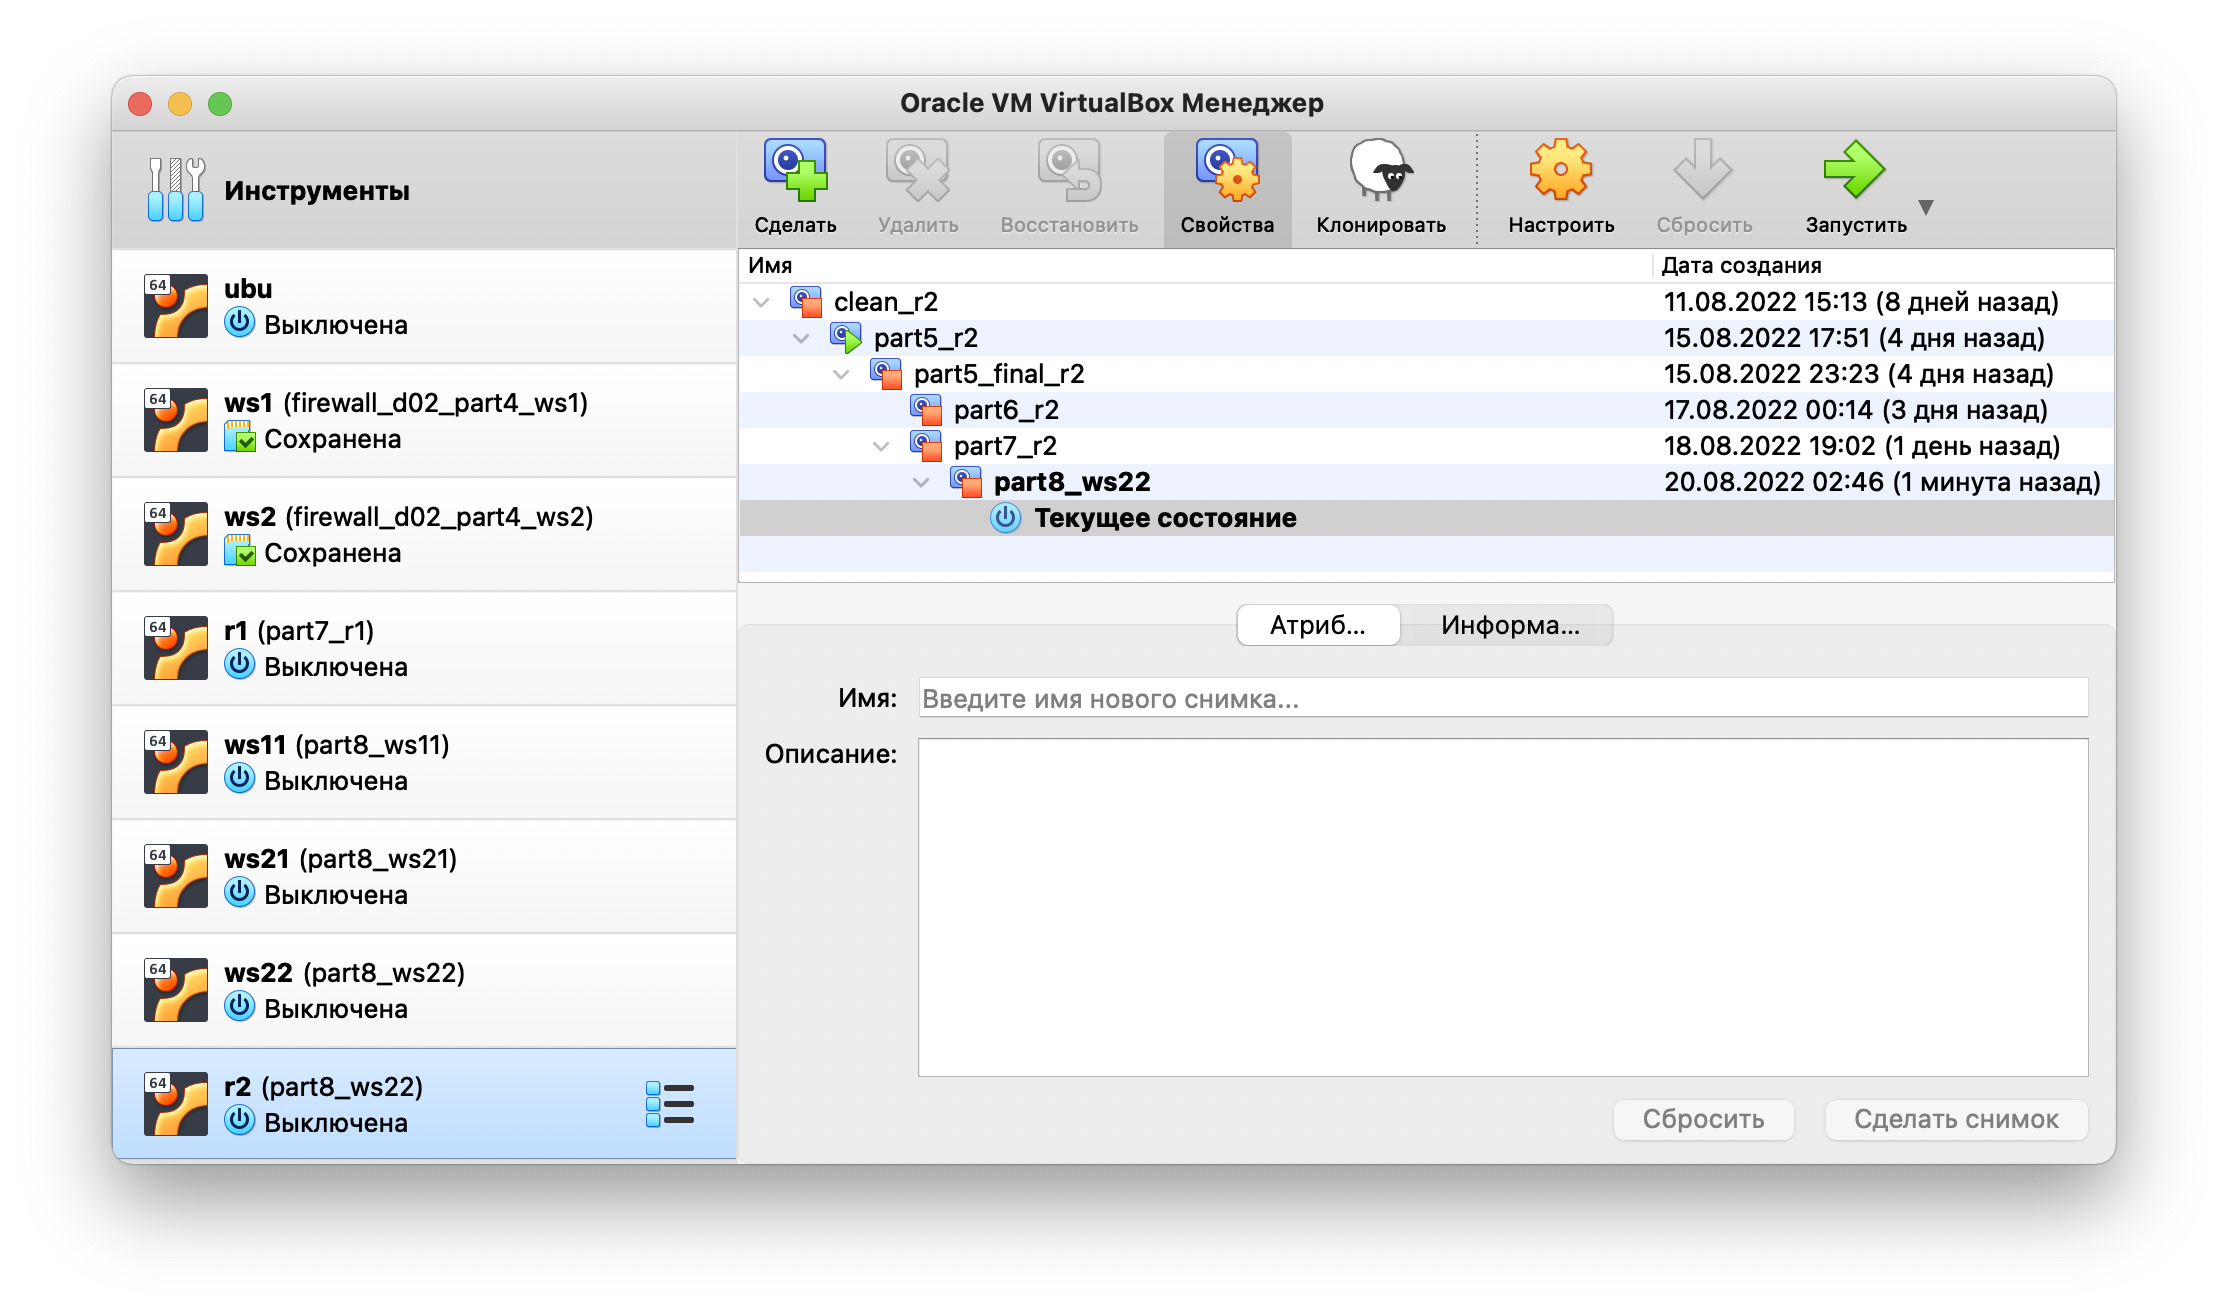 Oracle VM VirtualBox Менеджер
Инструменты
64
ubu
Выключена
64
ws1 (firewall_d02_part4_ws1)
Сохранена
64
ws2 (firewall_d02_part4_ws2)
Сохранена
64
r1 (part7_r1)
Выключена
64
ws11 (part8_ws11)
Выключена
64
ws21 (part8_ws21)
Выключена
64
ws22 (part8_ws22)
Выключена
64
r2 (part8_ws22)
Выключена
Сделать Удалить Восстановить Свойства Клонировать Настроить Сбросить Запустить
Имя Дата создания
clean_r2 11.08.2022 15:13 (8 дней назад)
part5_r2 15.08.2022 17:51 (4 дня назад)
part5_final_r2 15.08.2022 23:23 (4 дня назад)
part6_r2 17.08.2022 00:14 (3 дня назад)
part7_r2 18.08.2022 19:02 (1 день назад)
part8_ws22 20.08.2022 02:46 (1 минута назад)
Текущее состояние
Атриб... Информа...
Имя: Введите имя нового снимка...
Описание:
Сбросить Сделать снимок